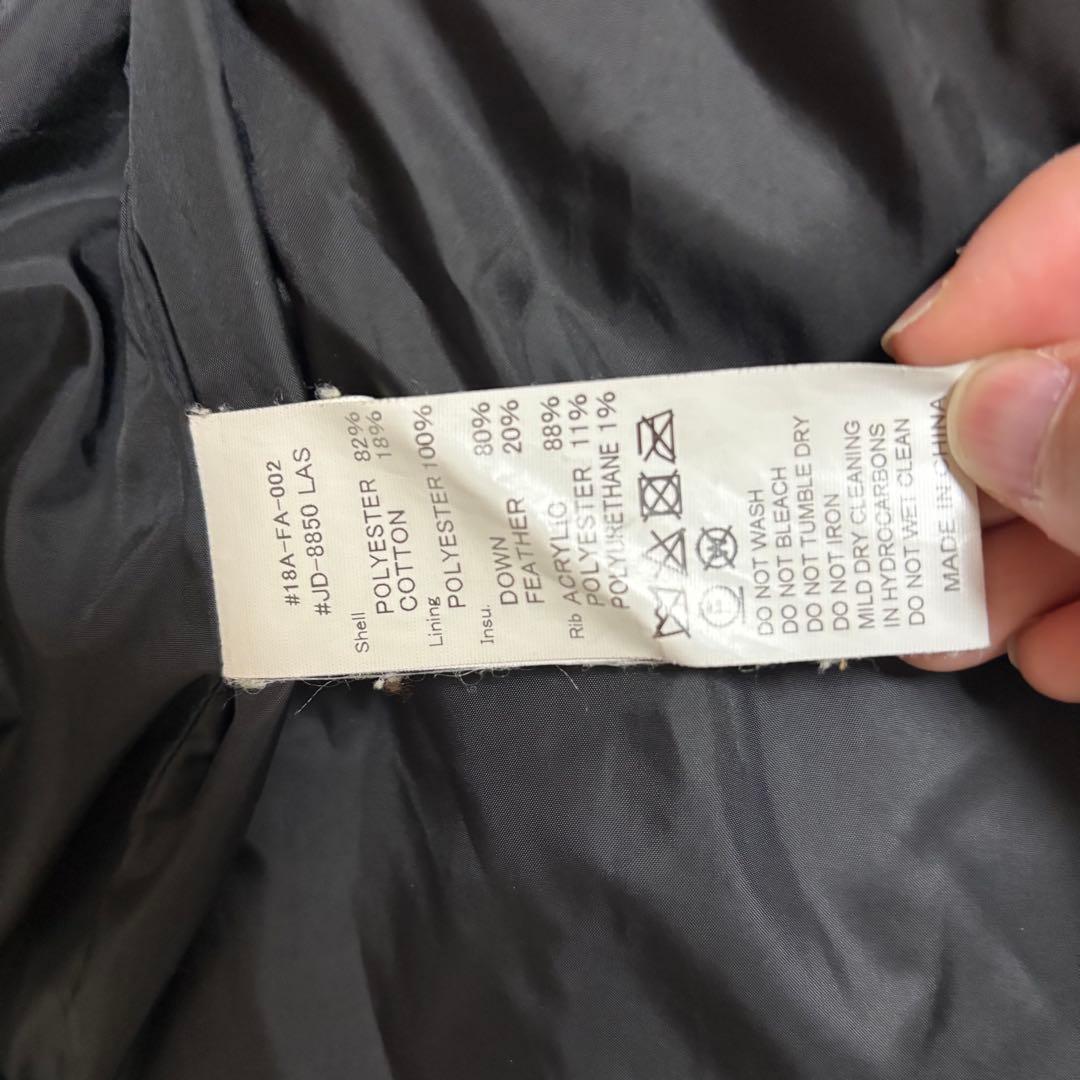 #18A-FA-002
#JD-8850 LAS
Shell
POLYESTER 82%
COTTON 18%
Lining
POLYESTER 100%
Insu.
DOWN 80%
FEATHER 20%
Rib ACRYLIC 88%
POLYESTER 11%
POLYURETHANE 1%
DO NOT WASH
DO NOT BLEACH
DO NOT TUMBLE DRY
DO NOT IRON
MILD DRY CLEANING
IN HYDROCARBONS
DO NOT WET CLEAN
MADE IN CHINA